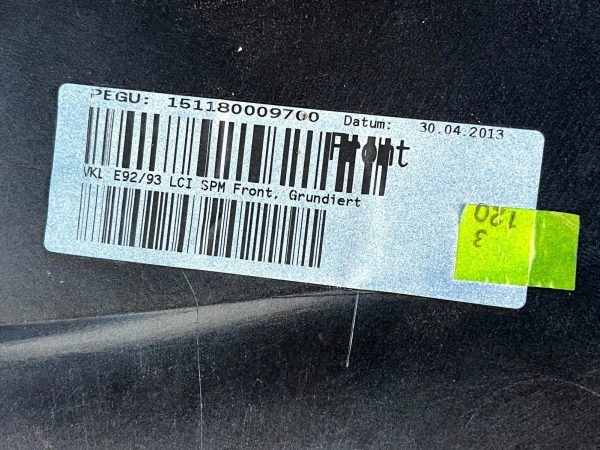 PEGU: 151180009700 Datum: 30.04.2013
Front
VKL E92/93 LCI SPM Front, Grundiert
120
3